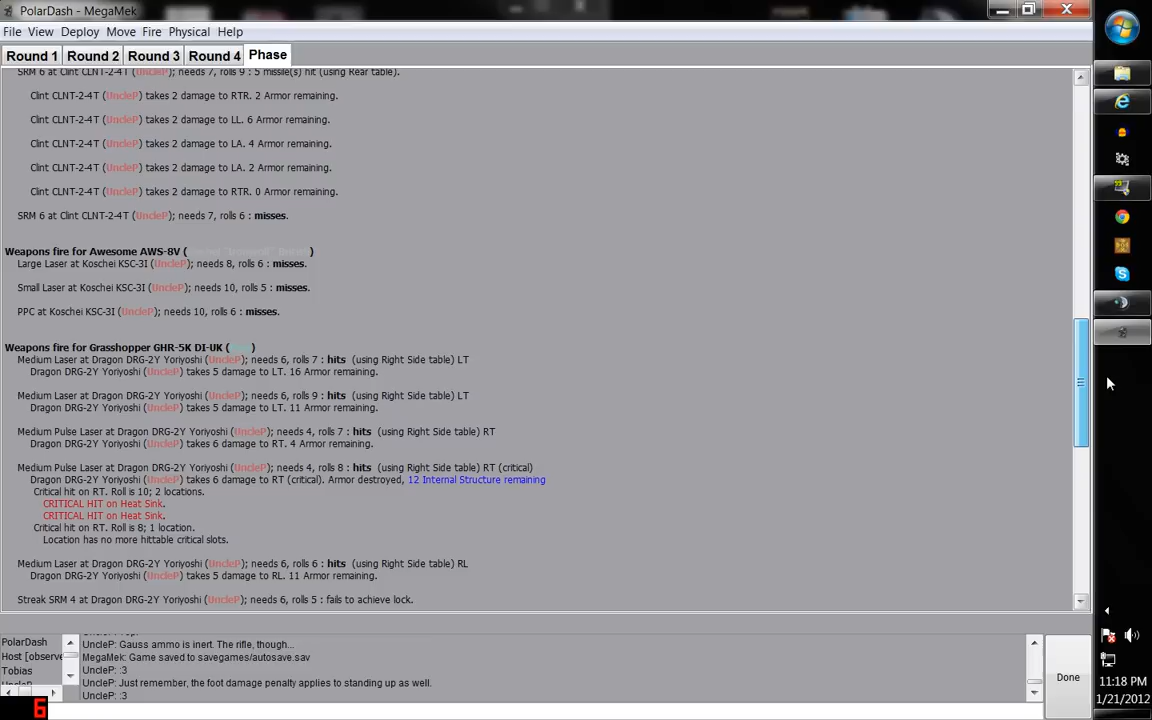 PolarDash - MegaMek
File View Deploy Move Fire Physical Help
Round 1 Round 2 Round 3 Round 4 Phase
SRM 6 at Clint CLNT-2-4T (UncleP); needs 7, rolls 9 : 5 missile(s) hit (using Rear table).
Clint CLNT-2-4T (UncleP) takes 2 damage to RTR. 2 Armor remaining.
Clint CLNT-2-4T (UncleP) takes 2 damage to LL. 6 Armor remaining.
Clint CLNT-2-4T (UncleP) takes 2 damage to LA. 4 Armor remaining.
Clint CLNT-2-4T (UncleP) takes 2 damage to LA. 2 Armor remaining.
Clint CLNT-2-4T (UncleP) takes 2 damage to RTR. 0 Armor remaining.
SRM 6 at Clint CLNT-2-4T (UncleP); needs 7, rolls 6 : misses.
Weapons fire for Awesome AWS-8V ( )
Large Laser at Koschei KSC-3I (UncleP); needs 8, rolls 6 : misses.
Small Laser at Koschei KSC-3I (UncleP); needs 10, rolls 5 : misses.
PPC at Koschei KSC-3I (UncleP); needs 10, rolls 6 : misses.
Weapons fire for Grasshopper GHR-5K DI-UK ( )
Medium Laser at Dragon DRG-2Y Yoriyoshi (UncleP); needs 6, rolls 7 : hits (using Right Side table) LT
Dragon DRG-2Y Yoriyoshi (UncleP) takes 5 damage to LT. 16 Armor remaining.
Medium Laser at Dragon DRG-2Y Yoriyoshi (UncleP); needs 6, rolls 9 : hits (using Right Side table) LT
Dragon DRG-2Y Yoriyoshi (UncleP) takes 5 damage to LT. 11 Armor remaining.
Medium Pulse Laser at Dragon DRG-2Y Yoriyoshi (UncleP); needs 4, rolls 7 : hits (using Right Side table) RT
Dragon DRG-2Y Yoriyoshi (UncleP) takes 6 damage to RT. 4 Armor remaining.
Medium Pulse Laser at Dragon DRG-2Y Yoriyoshi (UncleP); needs 4, rolls 8 : hits (using Right Side table) RT (critical)
Dragon DRG-2Y Yoriyoshi (UncleP) takes 6 damage to RT (critical). Armor destroyed, 12 Internal Structure remaining
Critical hit on RT. Roll is 10; 2 locations.
CRITICAL HIT on Heat Sink.
CRITICAL HIT on Heat Sink.
Critical hit on RT. Roll is 8; 1 location.
Location has no more hittable critical slots.
Medium Laser at Dragon DRG-2Y Yoriyoshi (UncleP); needs 6, rolls 6 : hits (using Right Side table) RL
Dragon DRG-2Y Yoriyoshi (UncleP) takes 5 damage to RL. 11 Armor remaining.
Streak SRM 4 at Dragon DRG-2Y Yoriyoshi (UncleP); needs 6, rolls 5 : fails to achieve lock.
PolarDash
Host [observe
Tobias
UncleP: Gauss ammo is inert. The rifle, though...
MegaMek: Game saved to savegames/autosave.sav
UncleP: :3
UncleP: Just remember, the foot damage penalty applies to standing up as well.
UncleP: :3
Done
6
11:18 PM
1/21/2012